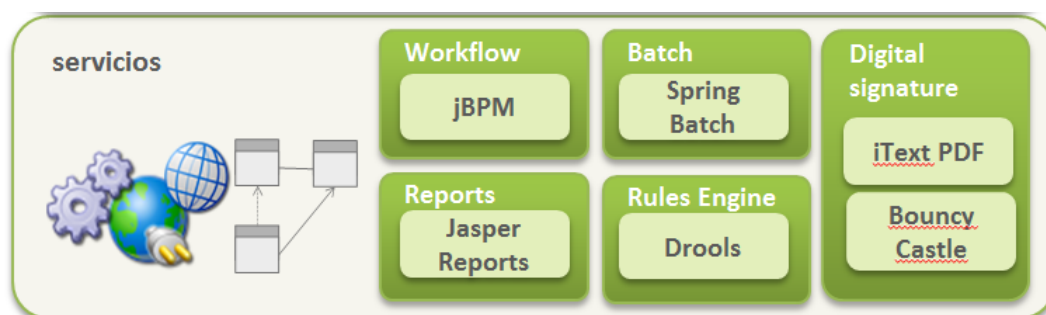 servicios
Workflow
jBPM
Batch
Spring
Batch
Digital
signature
iText PDF
Bouncy
Castle
Reports
Jasper
Reports
Rules Engine
Drools